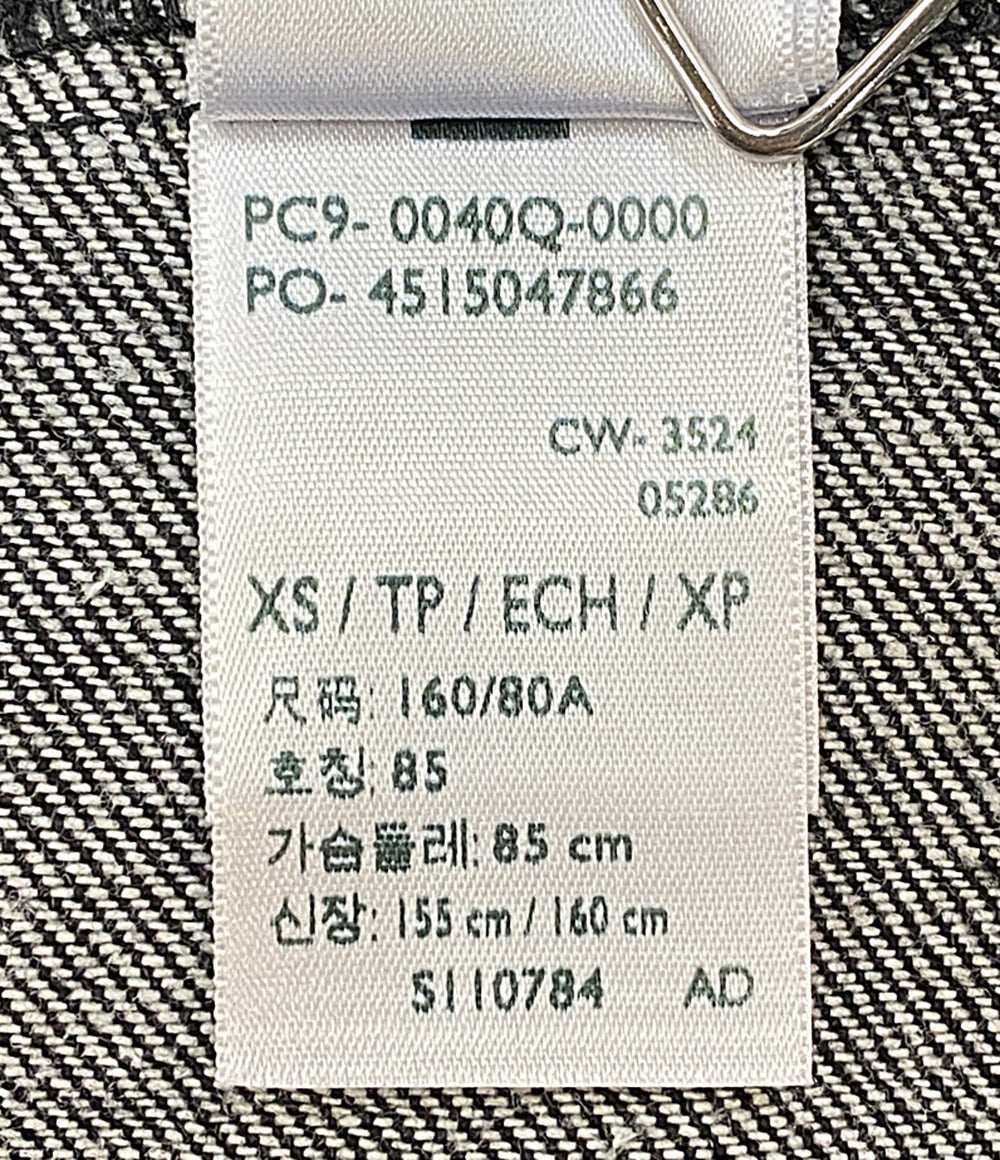 PC9- 0040Q-0000
PO- 4515047866
CW- 3524
05286
XS / TP / ECH / XP
尺码: 160/80A
호칭: 85
가슴둘레: 85 cm
신장: 155 cm / 160 cm
S110784 AD